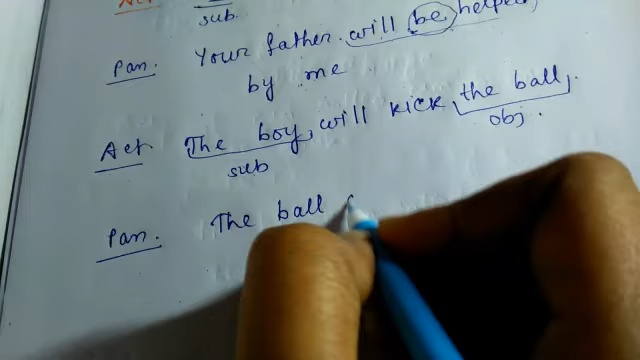 Act.
sub.
Pan. Your father will be helped,
by me
Act. The boy, will kick the ball,.
sub obj.
Pan. The ball